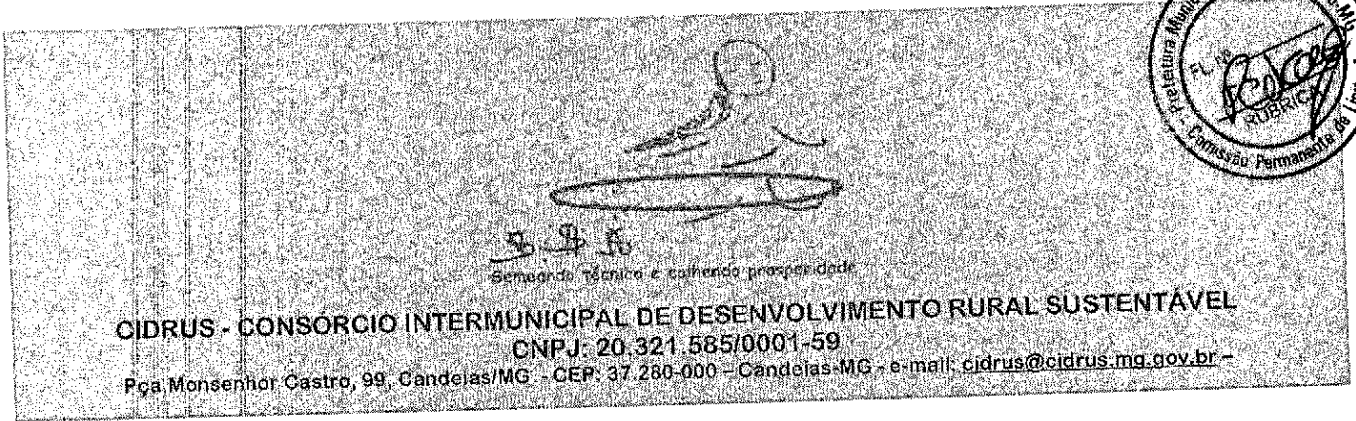 Prefeitura
FL. Nº
RUBRICA
Comissão Permanente de
Semeando Técnica e colhendo prosperidade
CIDRUS - CONSÓRCIO INTERMUNICIPAL DE DESENVOLVIMENTO RURAL SUSTENTÁVEL
CNPJ: 20.321.585/0001-59
Pça Monsenhor Castro, 99, Candeias/MG - CEP: 37.280-000 – Candeias-MG - e-mail: cidrus@cidrus.mg.gov.br –